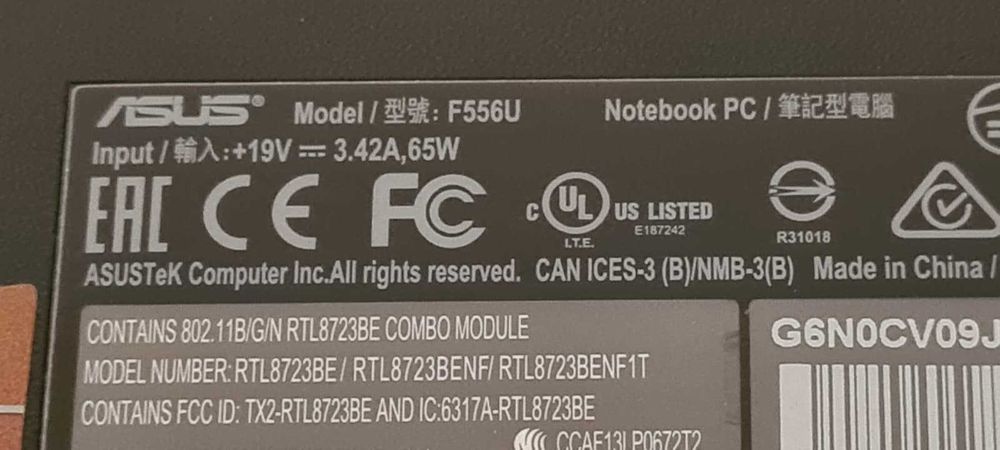 ASUS® Model / 型號: F556U Notebook PC / 筆記型電腦
Input / 輸入:+19V ⎓ 3.42A,65W
EAC CE FC c UL US LISTED
I.T.E. E187242 R31018
ASUSTeK Computer Inc.All rights reserved. CAN ICES-3 (B)/NMB-3(B) Made in China /
CONTAINS 802.11B/G/N RTL8723BE COMBO MODULE
MODEL NUMBER: RTL8723BE / RTL8723BENF/ RTL8723BENF1T
CONTAINS FCC ID: TX2-RTL8723BE AND IC:6317A-RTL8723BE
CCAF13LP0672T2
G6N0CV09J